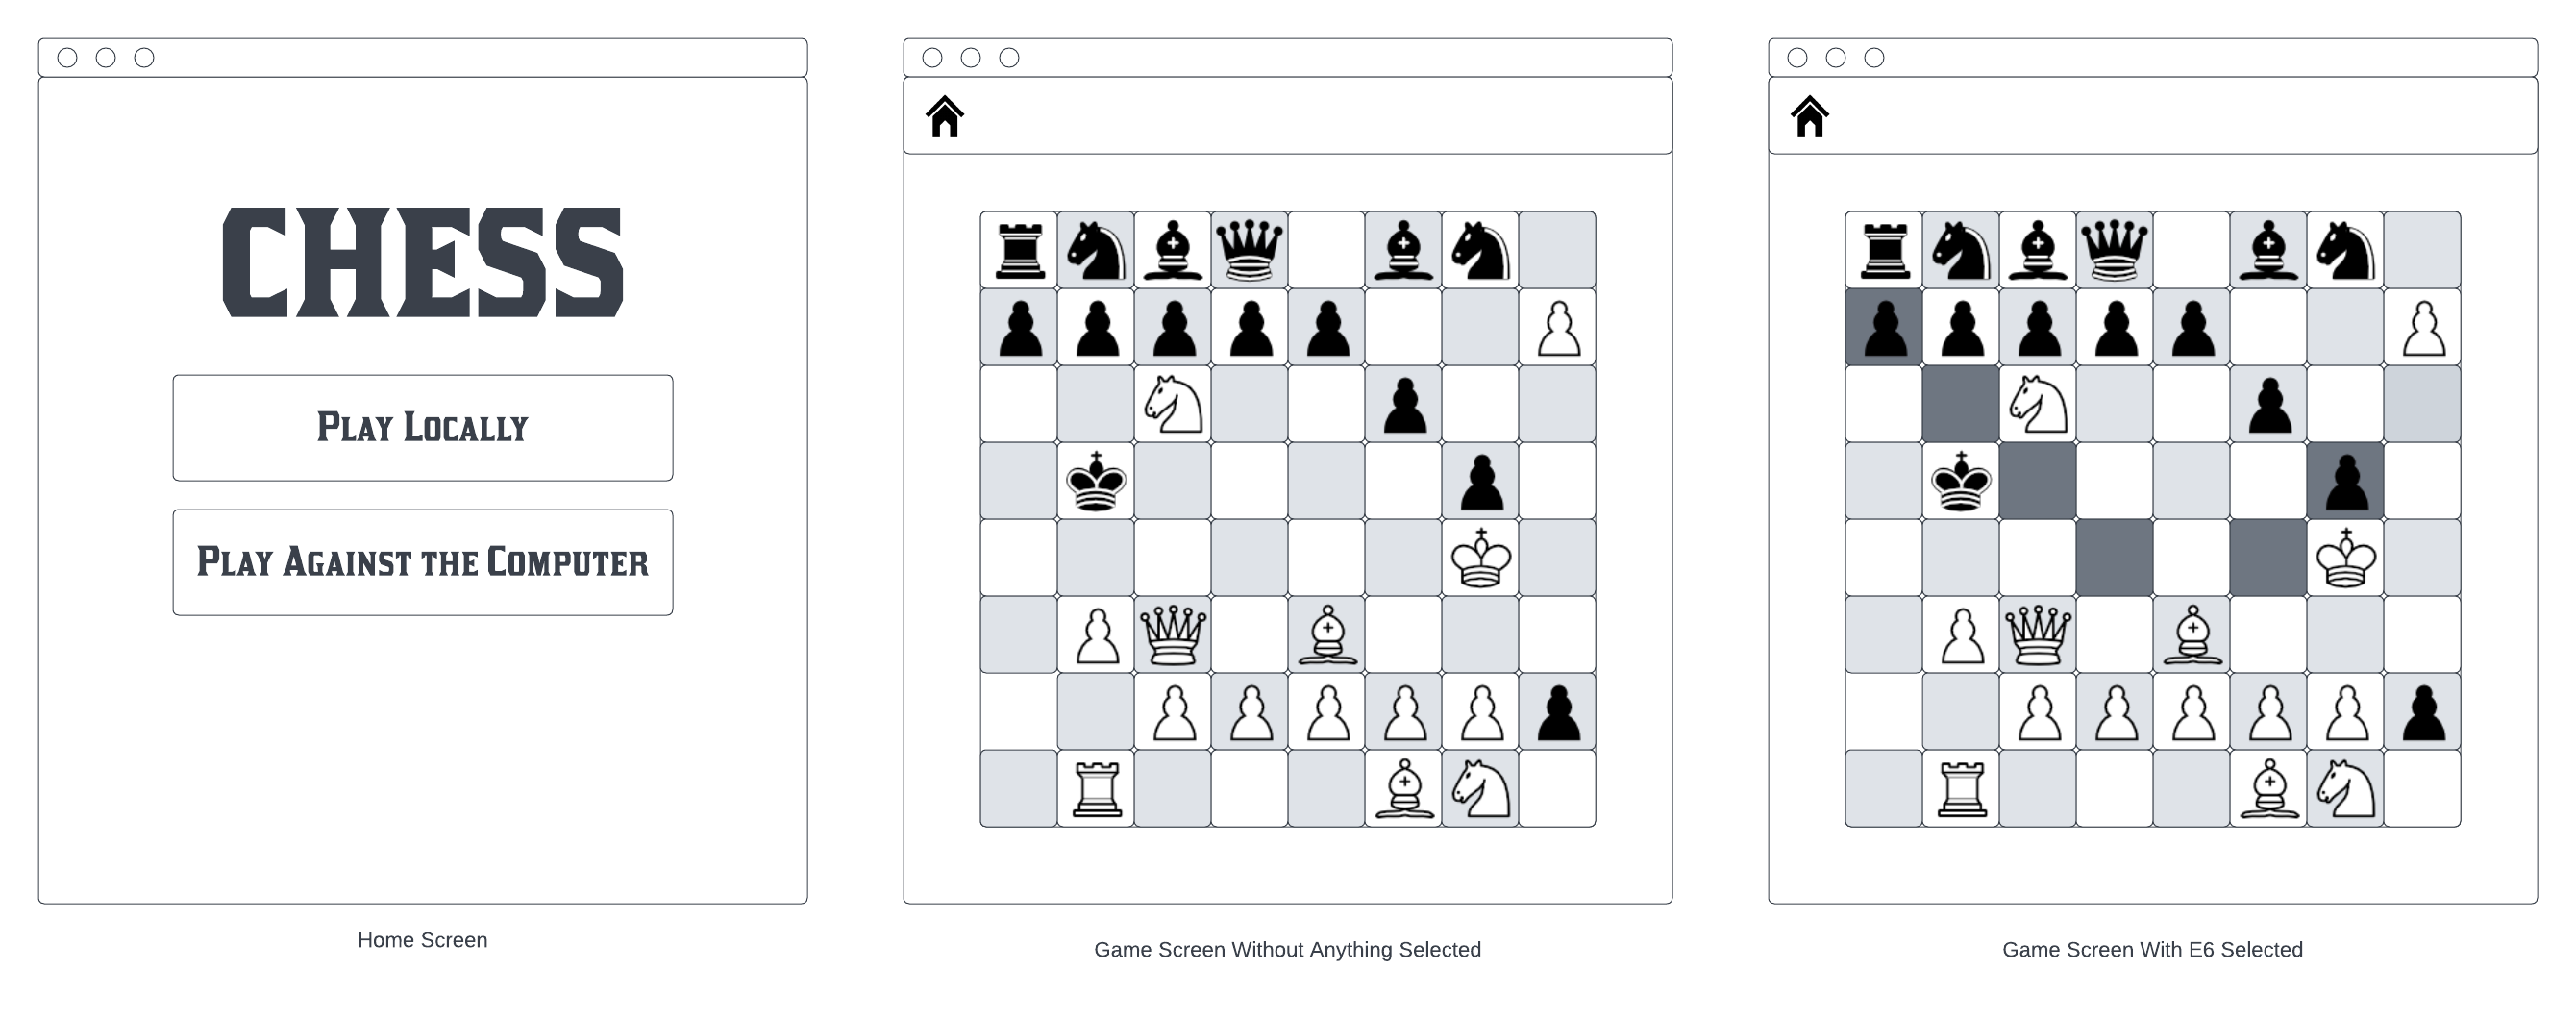 CHESS
Play Locally
Play Against the Computer
Home Screen
Game Screen Without Anything Selected
Game Screen With E6 Selected